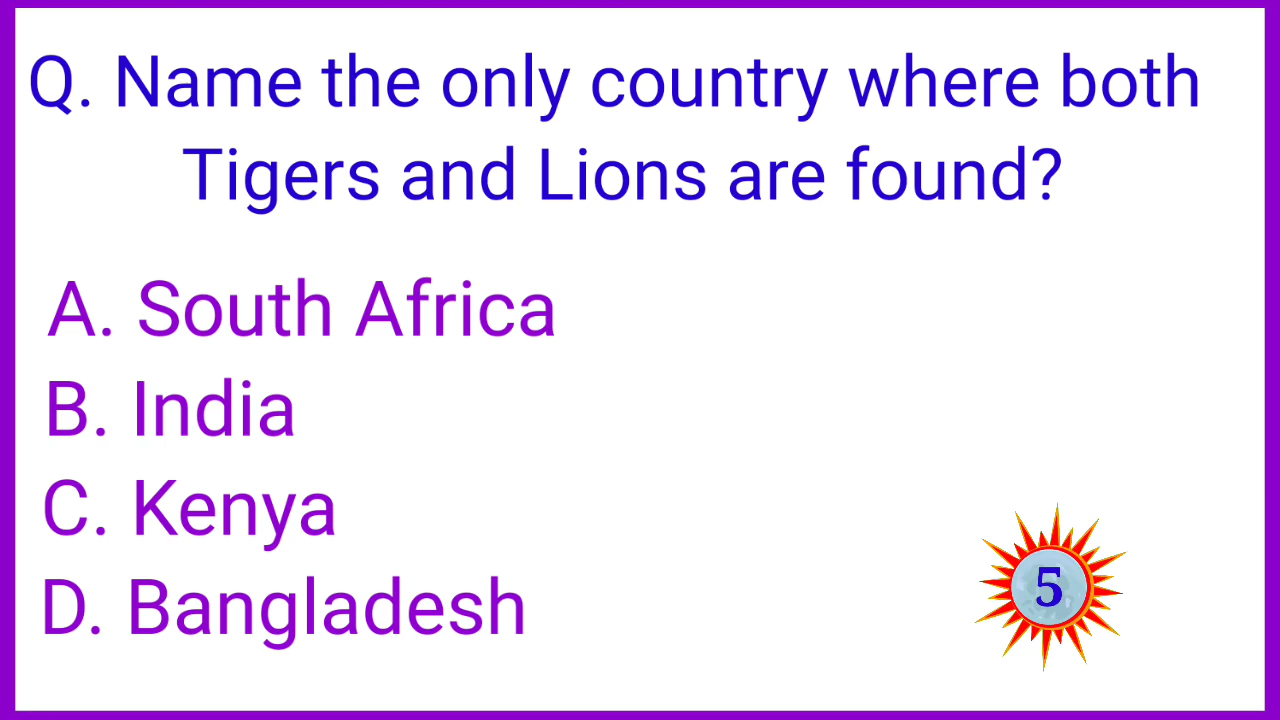 Q. Name the only country where both
Tigers and Lions are found?
A. South Africa
B. India
C. Kenya
D. Bangladesh
5